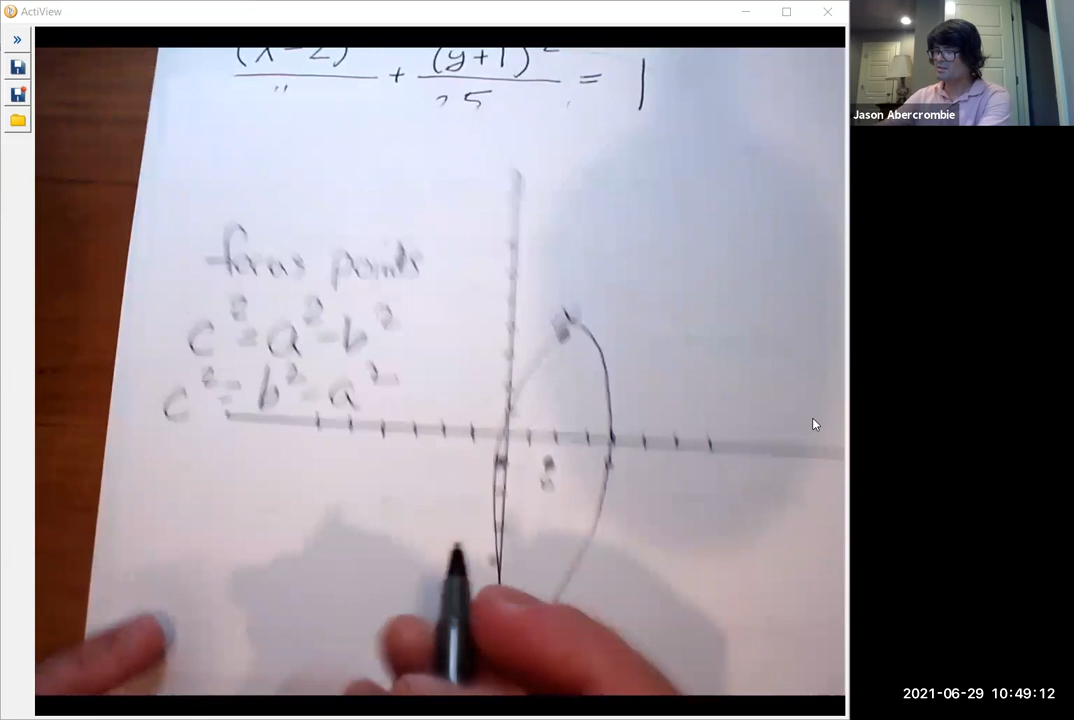 ActiView
(x-2)
+ (y+1)² = 1
25
Jason Abercrombie
focus points
c² = a² - b²
c² = b² - a²
2021-06-29 10:49:12